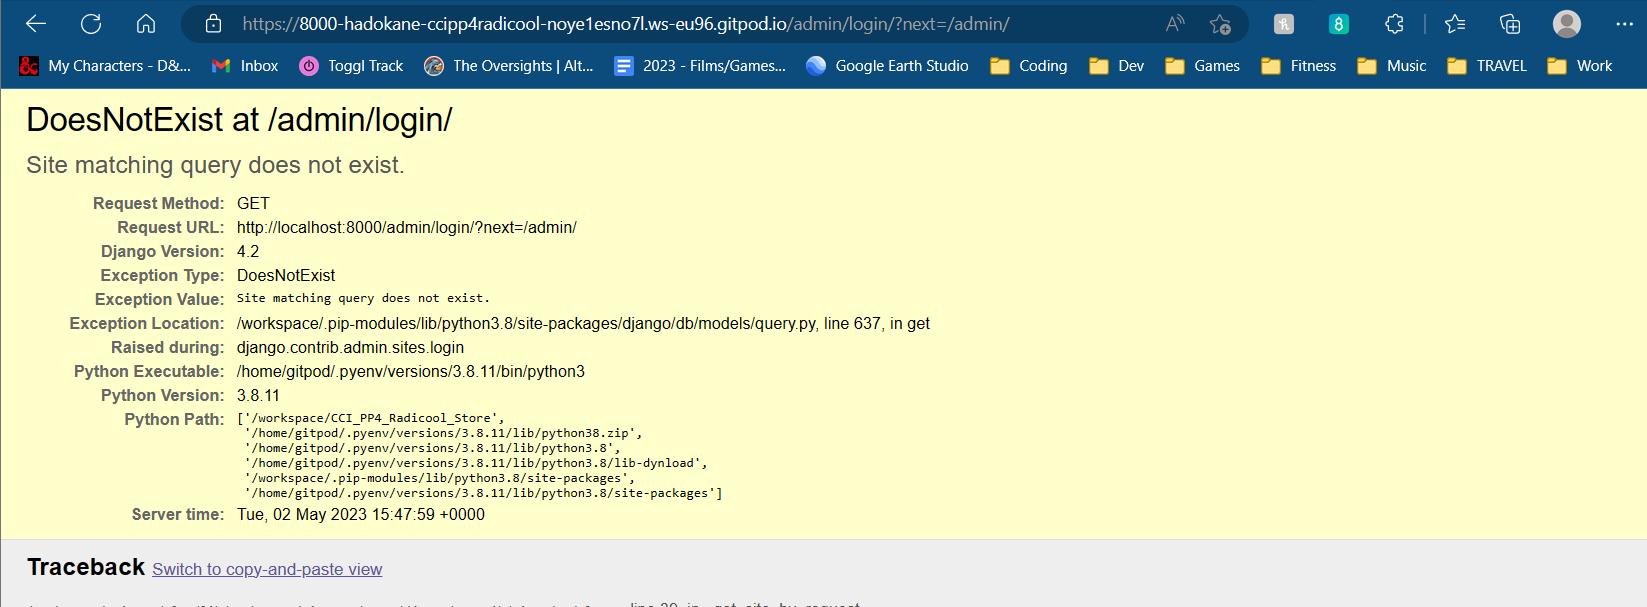 https://8000-hadokane-ccipp4radicool-noye1esno7l.ws-eu96.gitpod.io/admin/login/?next=/admin/
My Characters - D&... Inbox Toggl Track The Oversights | Alt... 2023 - Films/Games... Google Earth Studio Coding Dev Games Fitness Music TRAVEL Work
DoesNotExist at /admin/login/
Site matching query does not exist.
Request Method: GET
Request URL: http://localhost:8000/admin/login/?next=/admin/
Django Version: 4.2
Exception Type: DoesNotExist
Exception Value: Site matching query does not exist.
Exception Location: /workspace/.pip-modules/lib/python3.8/site-packages/django/db/models/query.py, line 637, in get
Raised during: django.contrib.admin.sites.login
Python Executable: /home/gitpod/.pyenv/versions/3.8.11/bin/python3
Python Version: 3.8.11
Python Path: ['/workspace/CCI_PP4_Radicool_Store',
'/home/gitpod/.pyenv/versions/3.8.11/lib/python38.zip',
'/home/gitpod/.pyenv/versions/3.8.11/lib/python3.8',
'/home/gitpod/.pyenv/versions/3.8.11/lib/python3.8/lib-dynload',
'/workspace/.pip-modules/lib/python3.8/site-packages',
'/home/gitpod/.pyenv/versions/3.8.11/lib/python3.8/site-packages']
Server time: Tue, 02 May 2023 15:47:59 +0000
Traceback Switch to copy-and-paste view